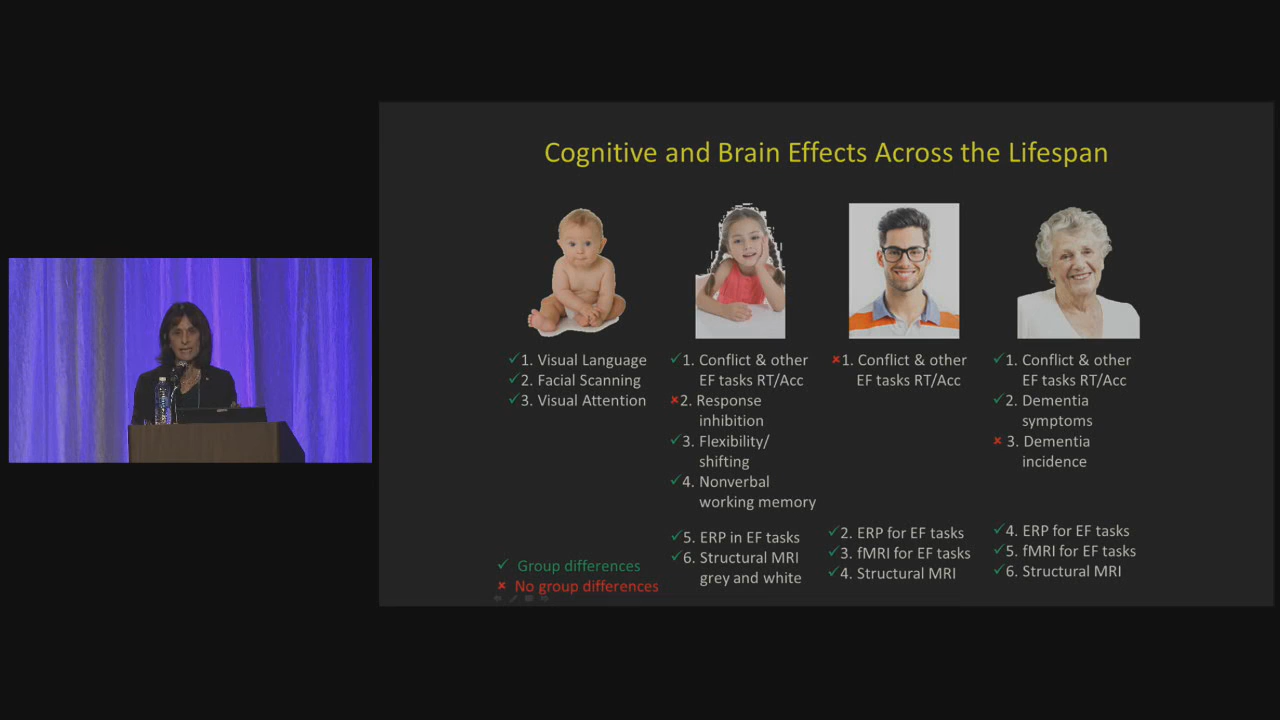 Cognitive and Brain Effects Across the Lifespan
✓1. Visual Language
✓2. Facial Scanning
✓3. Visual Attention
✓1. Conflict & other
EF tasks RT/Acc
✘2. Response
inhibition
✓3. Flexibility/
shifting
✓4. Nonverbal
working memory
✓5. ERP in EF tasks
✓6. Structural MRI
grey and white
✘1. Conflict & other
EF tasks RT/Acc
✓2. ERP for EF tasks
✓3. fMRI for EF tasks
✓4. Structural MRI
✓1. Conflict & other
EF tasks RT/Acc
✓2. Dementia
symptoms
✘ 3. Dementia
incidence
✓4. ERP for EF tasks
✓5. fMRI for EF tasks
✓6. Structural MRI
✓ Group differences
✘ No group differences